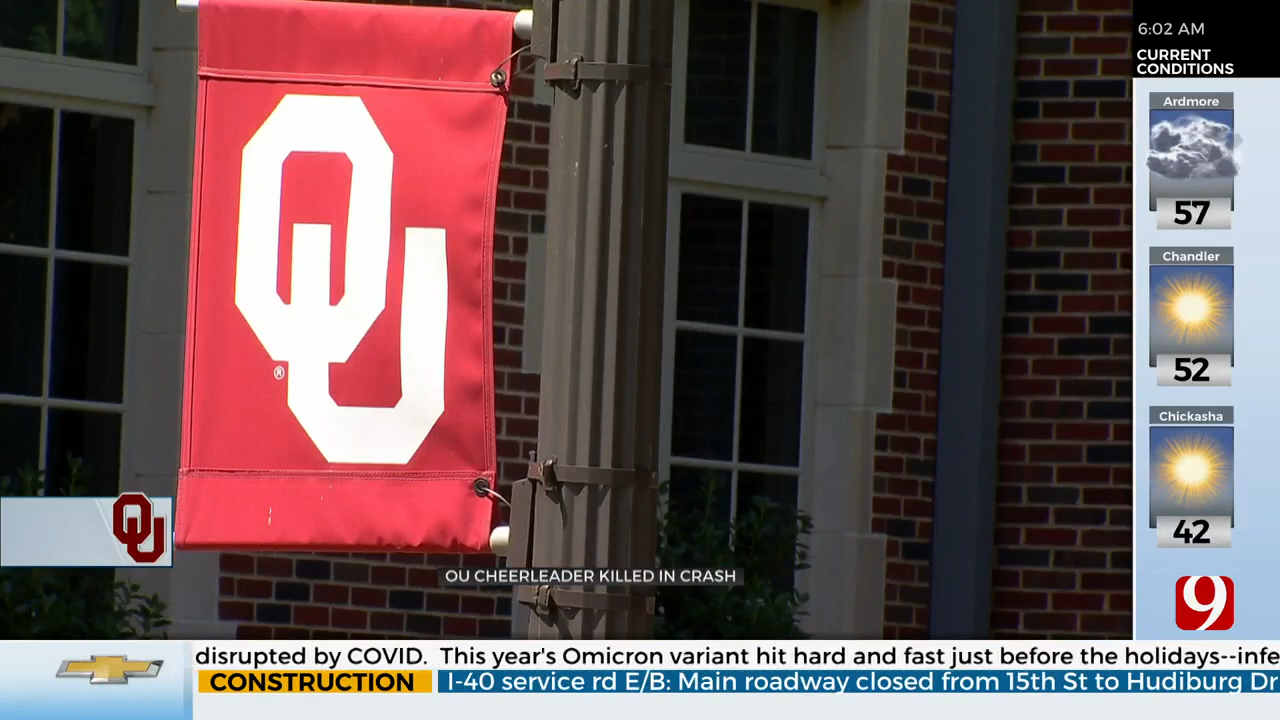 6:02 AM
CURRENT
CONDITIONS
Ardmore
57
Chandler
52
Chickasha
42
OU
®
OU
OU CHEERLEADER KILLED IN CRASH
9
disrupted by COVID. This year's Omicron variant hit hard and fast just before the holidays--infe
CONSTRUCTION
I-40 service rd E/B: Main roadway closed from 15th St to Hudiburg Dr